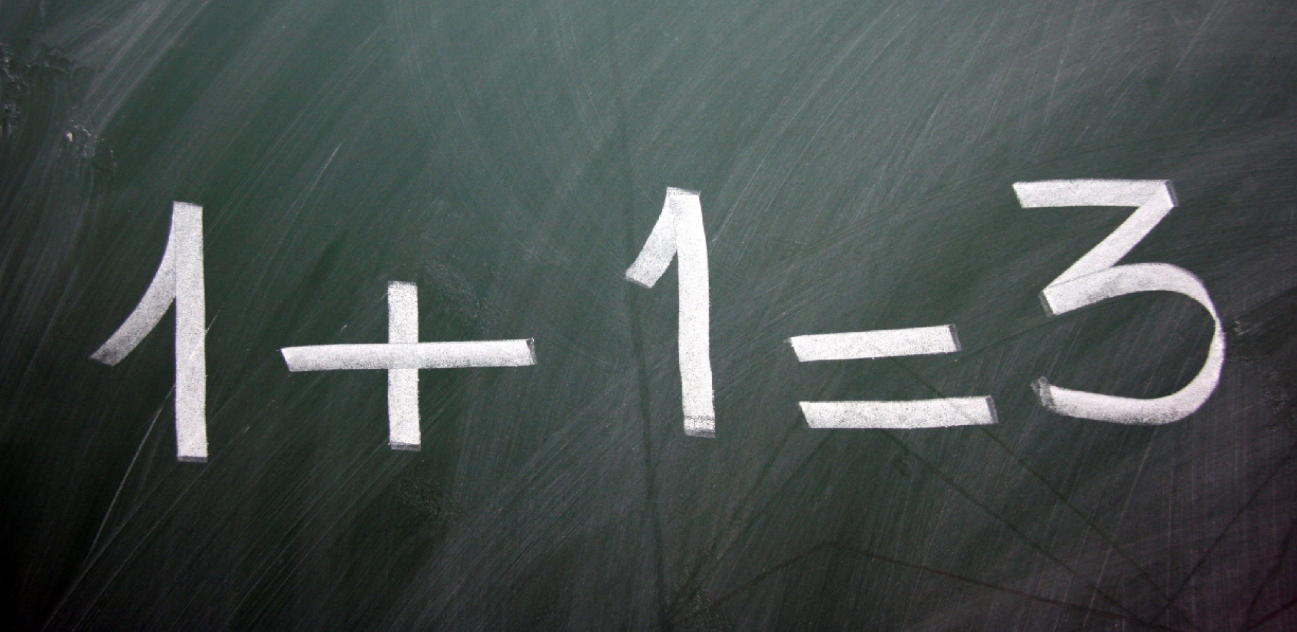 1 + 1 = 3